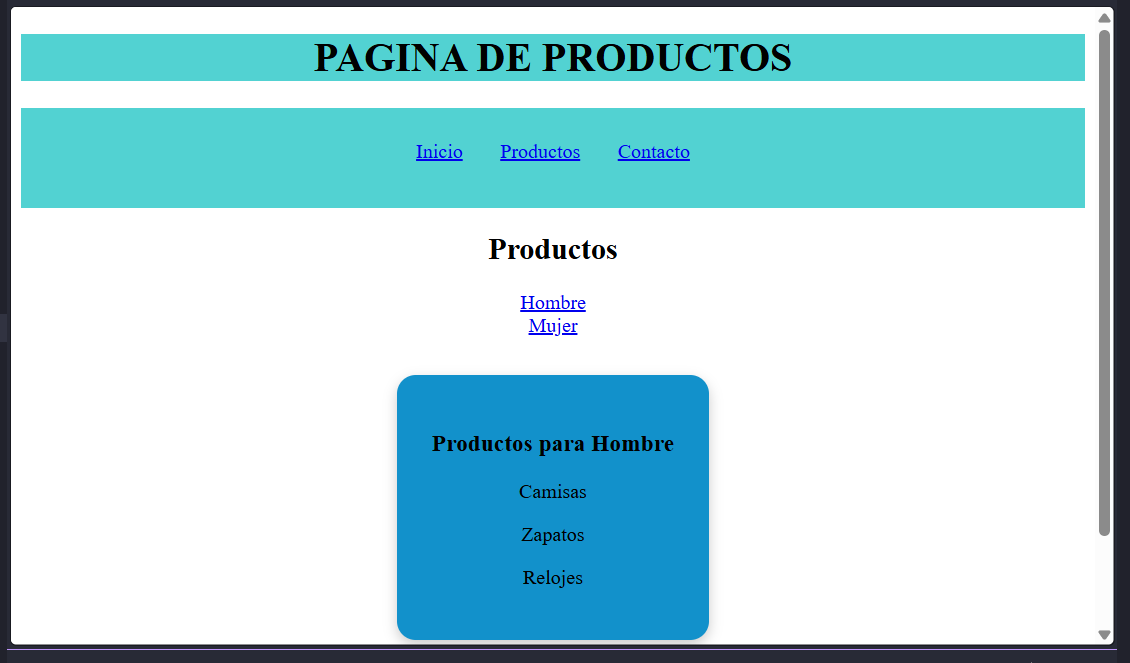 PAGINA DE PRODUCTOS
Inicio Productos Contacto
Productos
Hombre
Mujer
Productos para Hombre
Camisas
Zapatos
Relojes